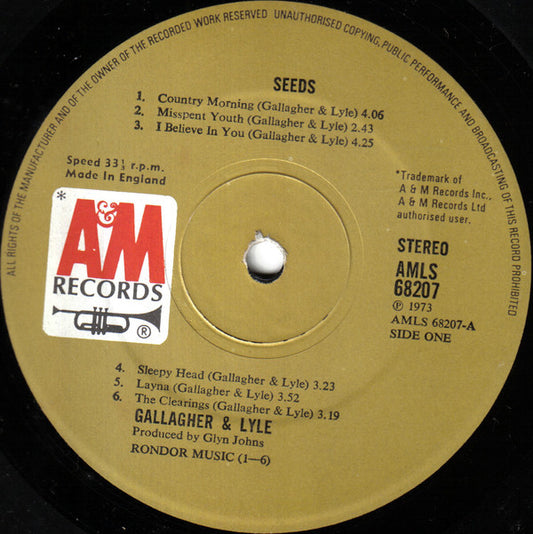 ALL RIGHTS OF THE MANUFACTURER AND OF THE OWNER OF THE RECORDED WORK RESERVED UNAUTHORISED COPYING, PUBLIC PERFORMANCE AND BROADCASTING OF THIS RECORD PROHIBITED
SEEDS
1. Country Morning (Gallagher & Lyle) 4.06
2. Misspent Youth (Gallagher & Lyle) 2.43
3. I Believe In You (Gallagher & Lyle) 4.25
Speed 33⅓ r.p.m.
Made In England
*Trademark of
A & M Records Inc.,
A & M Records Ltd
authorised user.
*
A&M
RECORDS
®
STEREO
AMLS
68207
℗ 1973
AMLS 68207-A
SIDE ONE
4. Sleepy Head (Gallagher & Lyle) 3.23
5. Layna (Gallagher & Lyle) 3.52
6. The Clearings (Gallagher & Lyle) 3.19
GALLAGHER & LYLE
Produced by Glyn Johns
RONDOR MUSIC (1—6)